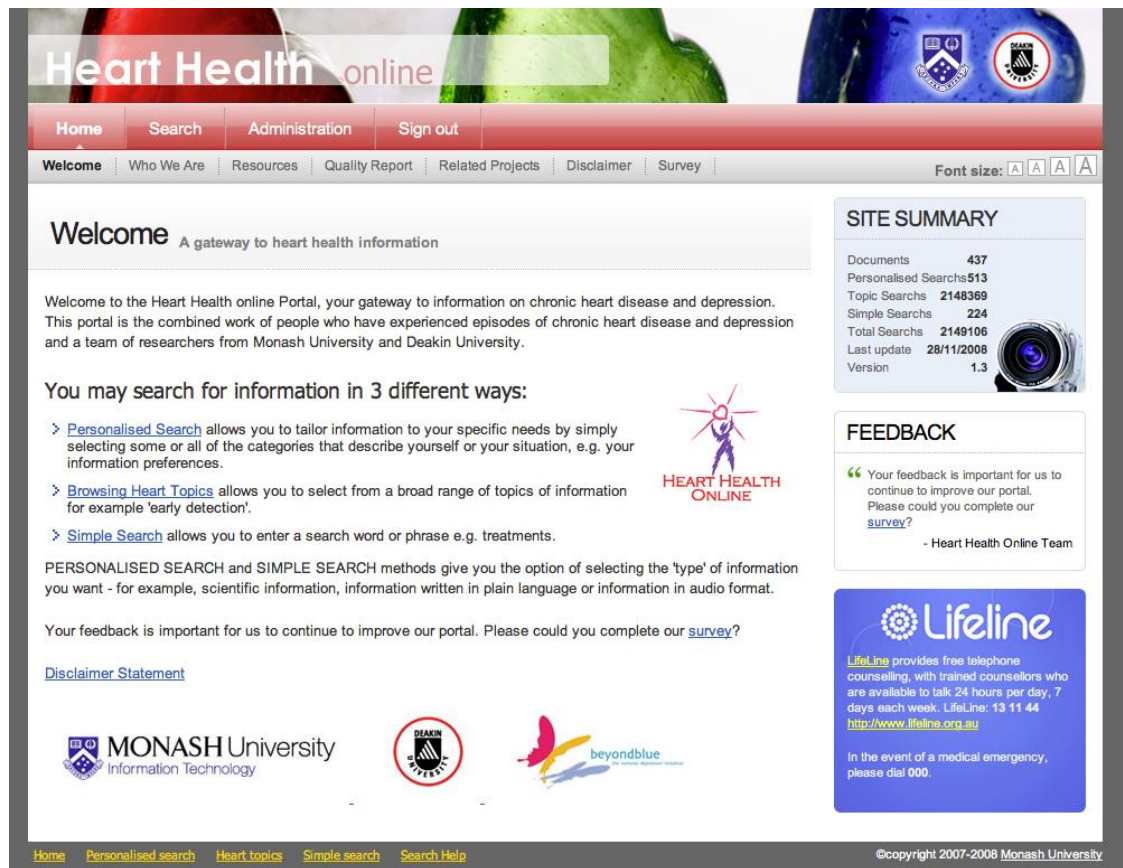 Heart Health online
DEAKIN
UNIVERSITY
Home Search Administration Sign out
Welcome Who We Are Resources Quality Report Related Projects Disclaimer Survey Font size: A A A A
Welcome A gateway to heart health information
Welcome to the Heart Health online Portal, your gateway to information on chronic heart disease and depression.
This portal is the combined work of people who have experienced episodes of chronic heart disease and depression
and a team of researchers from Monash University and Deakin University.
You may search for information in 3 different ways:
Personalised Search allows you to tailor information to your specific needs by simply
selecting some or all of the categories that describe yourself or your situation, e.g. your
information preferences.
Browsing Heart Topics allows you to select from a broad range of topics of information
for example 'early detection'.
Simple Search allows you to enter a search word or phrase e.g. treatments.
HEART HEALTH
ONLINE
PERSONALISED SEARCH and SIMPLE SEARCH methods give you the option of selecting the 'type' of information
you want - for example, scientific information, information written in plain language or information in audio format.
Your feedback is important for us to continue to improve our portal. Please could you complete our survey?
Disclaimer Statement
MONASH University
Information Technology
DEAKIN
UNIVERSITY
beyondblue
the national depression initiative
SITE SUMMARY
Documents 437
Personalised Searchs 513
Topic Searchs 2148369
Simple Searchs 224
Total Searchs 2149106
Last update 28/11/2008
Version 1.3
FEEDBACK
Your feedback is important for us to
continue to improve our portal.
Please could you complete our
survey?
- Heart Health Online Team
Lifeline
LifeLine provides free telephone
counselling, with trained counsellors who
are available to talk 24 hours per day, 7
days each week. LifeLine: 13 11 44
http://www.lifeline.org.au
In the event of a medical emergency,
please dial 000.
Home Personalised search Heart topics Simple search Search Help ©copyright 2007-2008 Monash University